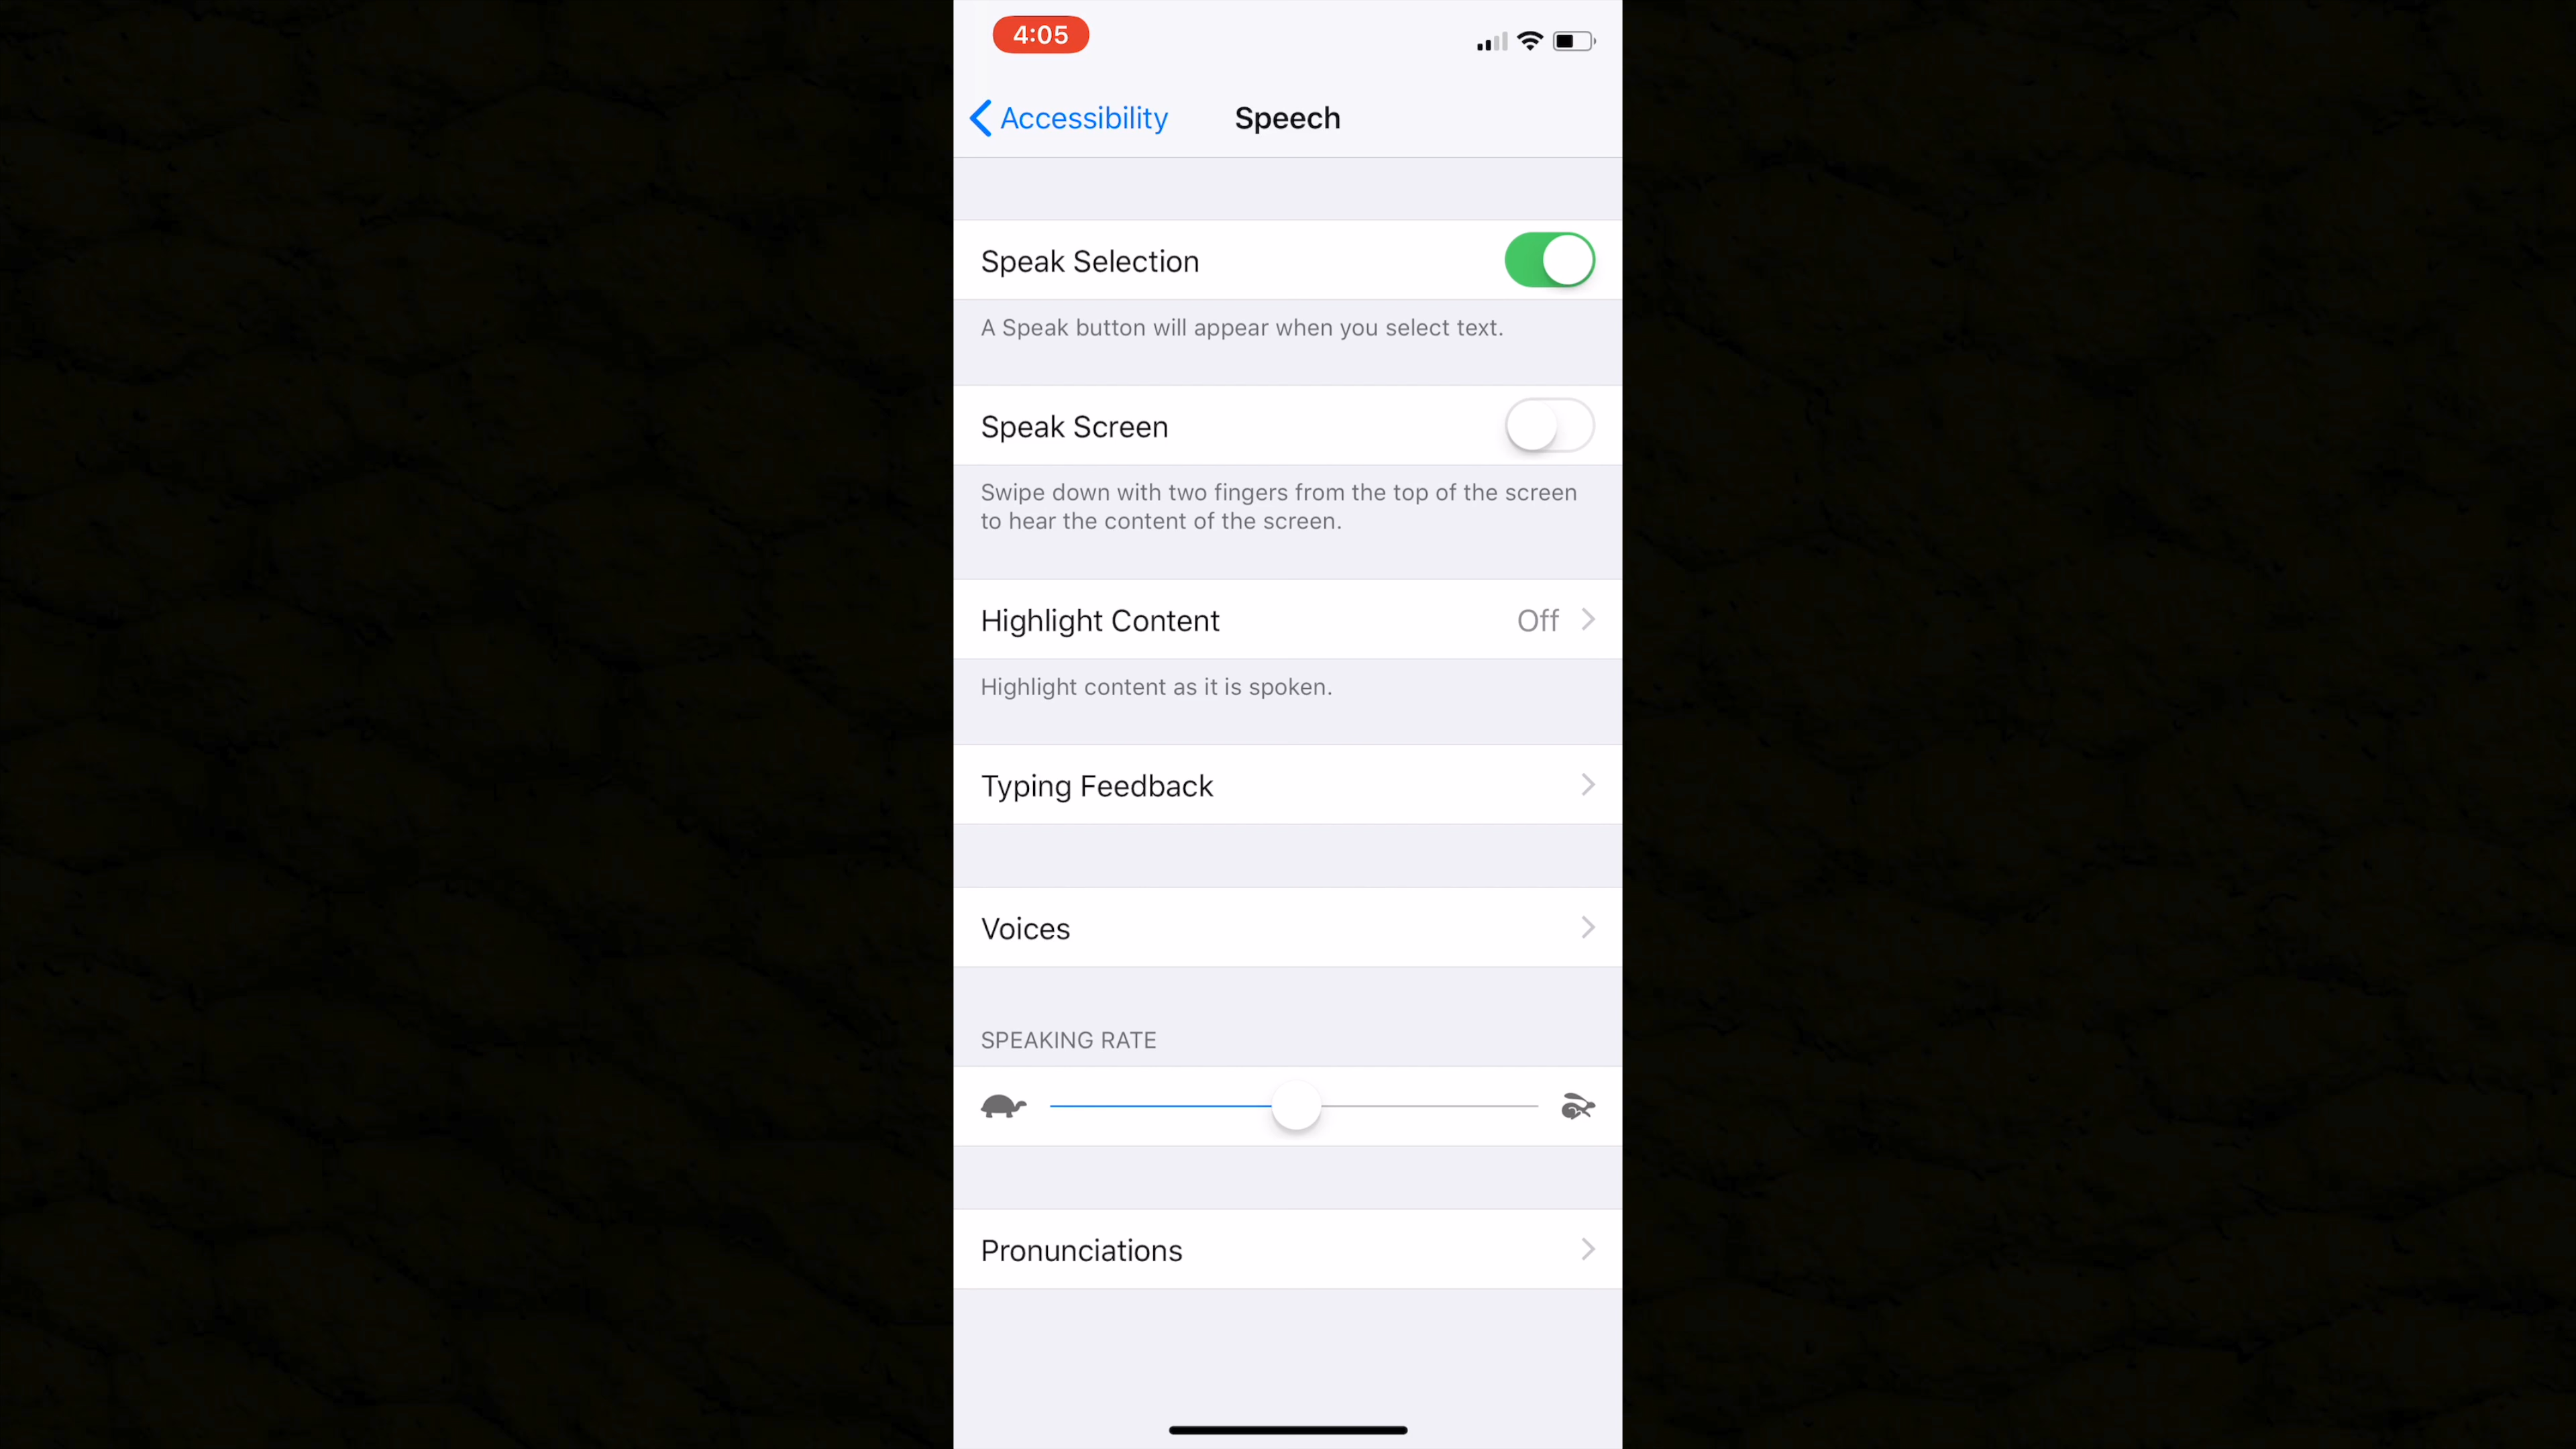 4:05
Accessibility
Speech
Speak Selection
A Speak button will appear when you select text.
Speak Screen
Swipe down with two fingers from the top of the screen
to hear the content of the screen.
Highlight Content
Off
Highlight content as it is spoken.
Typing Feedback
Voices
SPEAKING RATE
Pronunciations